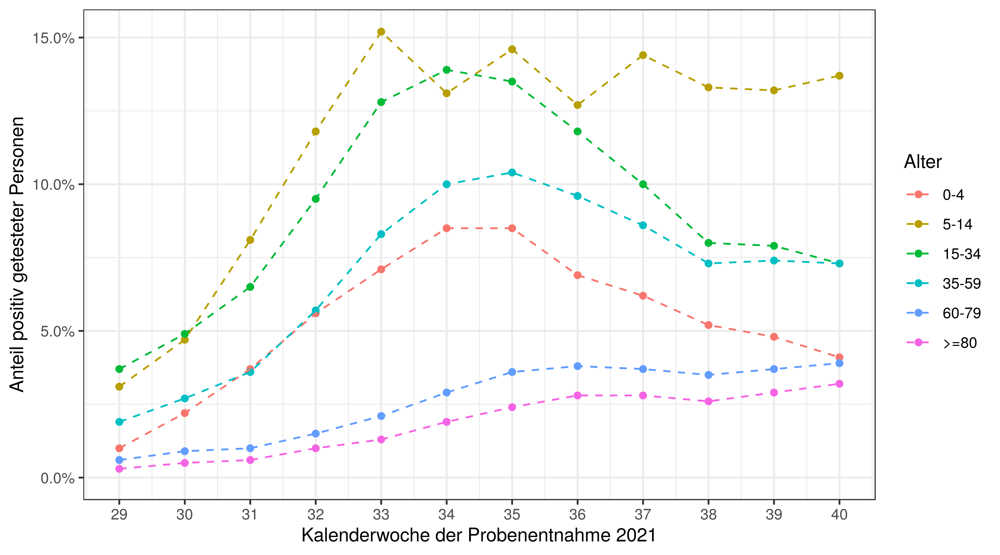 Anteil positiv getesteter Personen
15.0%
10.0%
5.0%
0.0%
29 30 31 32 33 34 35 36 37 38 39 40
Kalenderwoche der Probenentnahme 2021
Alter
0-4
5-14
15-34
35-59
60-79
>=80